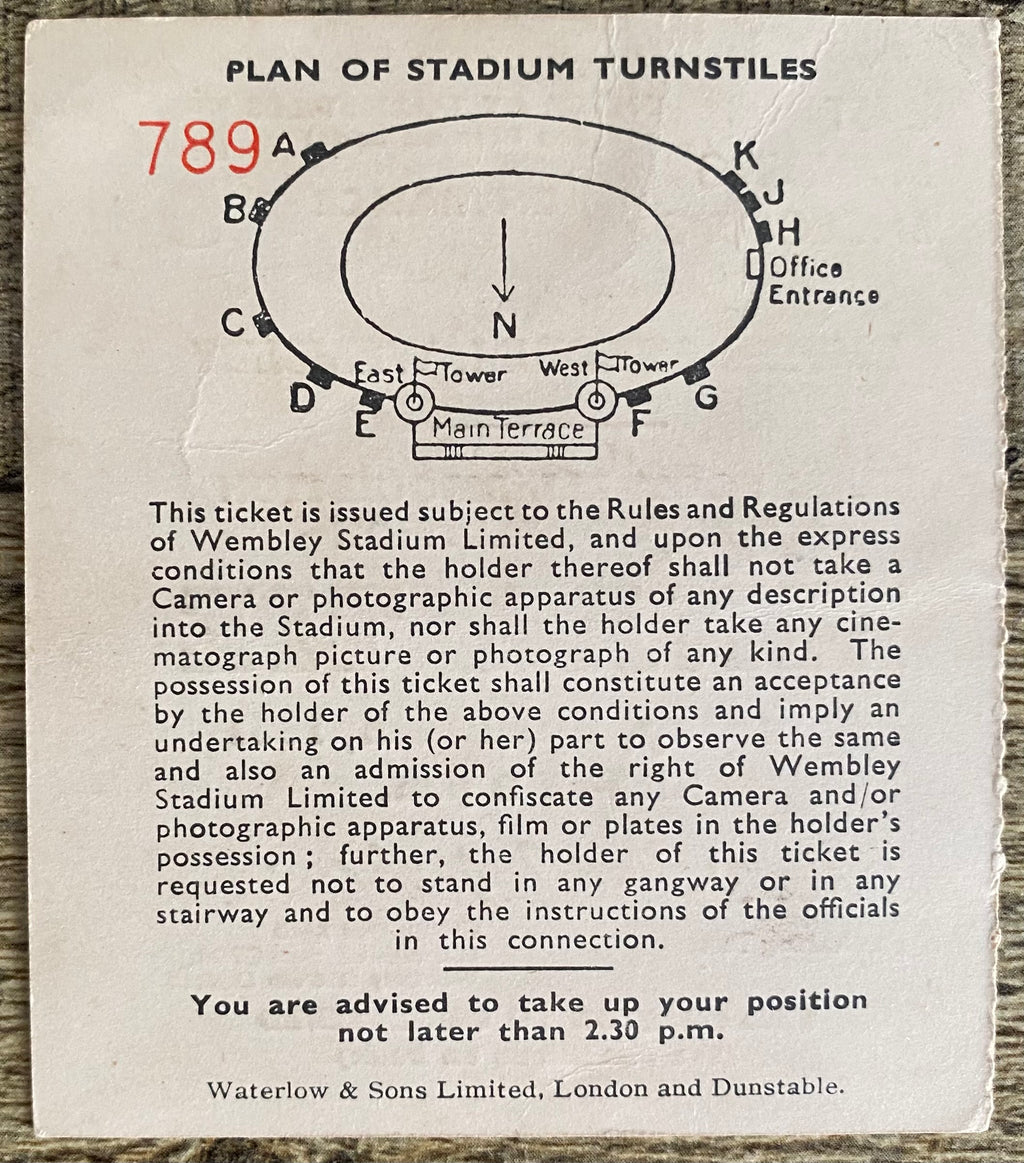 PLAN OF STADIUM TURNSTILES
789
A
K
B
J
H
Office
Entrance
C
N
East Tower
West Tower
D
E
Main Terrace
F
G
This ticket is issued subject to the Rules and Regulations
of Wembley Stadium Limited, and upon the express
conditions that the holder thereof shall not take a
Camera or photographic apparatus of any description
into the Stadium, nor shall the holder take any cine-
matograph picture or photograph of any kind. The
possession of this ticket shall constitute an acceptance
by the holder of the above conditions and imply an
undertaking on his (or her) part to observe the same
and also an admission of the right of Wembley
Stadium Limited to confiscate any Camera and/or
photographic apparatus, film or plates in the holder's
possession ; further, the holder of this ticket is
requested not to stand in any gangway or in any
stairway and to obey the instructions of the officials
in this connection.
You are advised to take up your position
not later than 2.30 p.m.
Waterlow & Sons Limited, London and Dunstable.